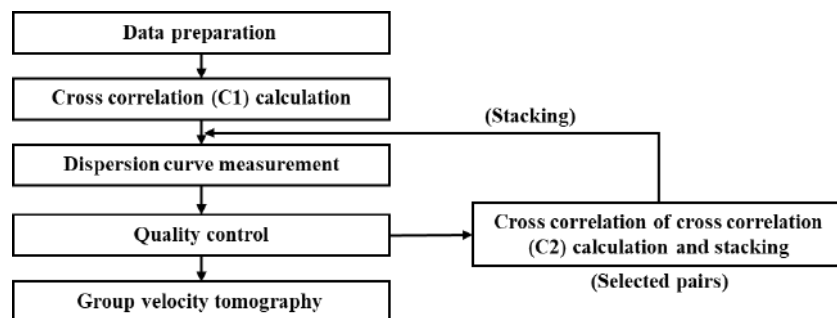 Data preparation
Cross correlation (C1) calculation
(Stacking)
Dispersion curve measurement
Quality control
Cross correlation of cross correlation
(C2) calculation and stacking
(Selected pairs)
Group velocity tomography